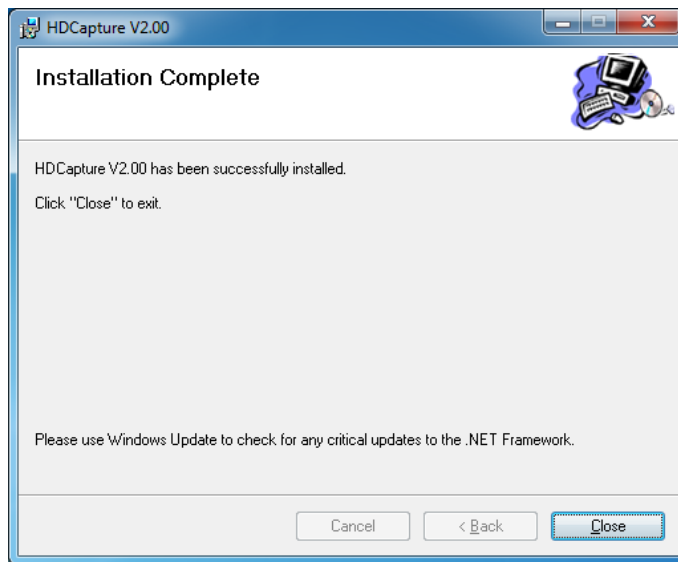 HDCapture V2.00
Installation Complete
HDCapture V2.00 has been successfully installed.
Click "Close" to exit.
Please use Windows Update to check for any critical updates to the .NET Framework.
Cancel
< Back
Close